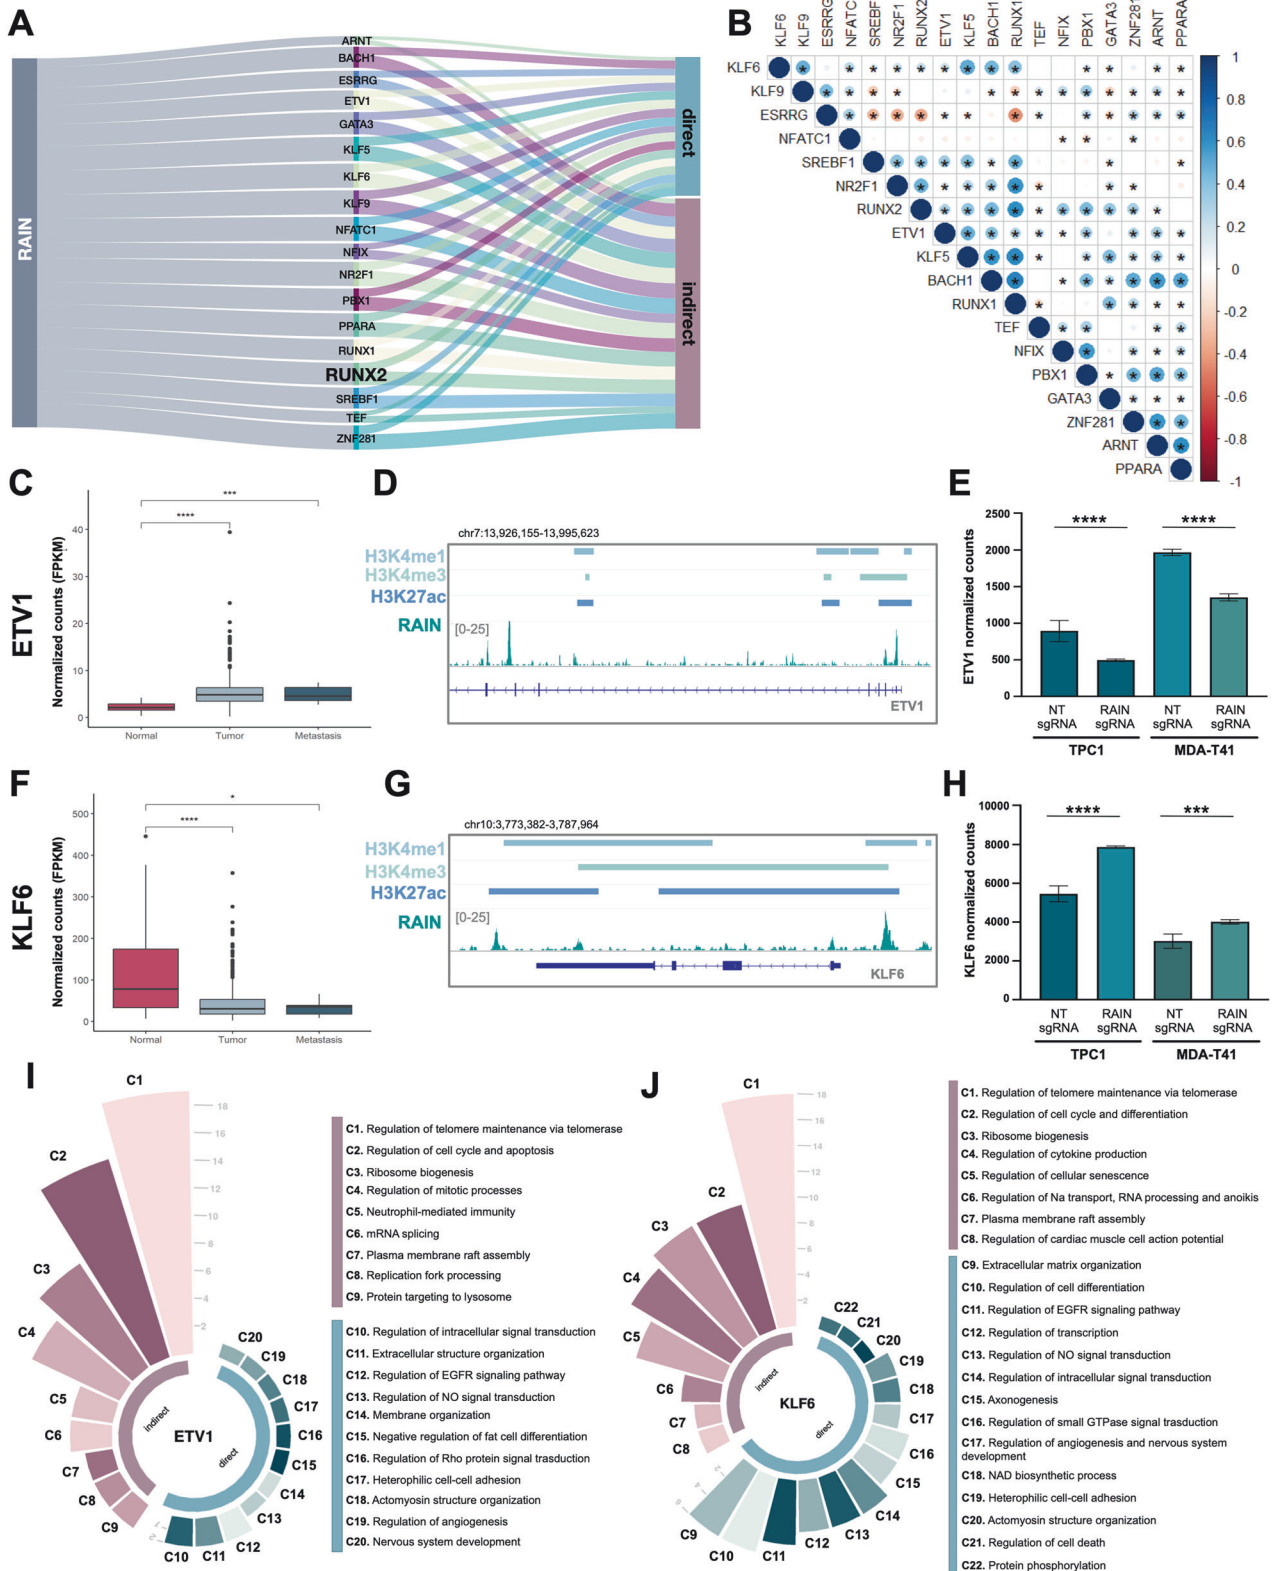 A
RAIN
ARNT
BACH1
ESRRG
ETV1
GATA3
KLF5
KLF6
KLF9
NFATC1
NFIX
NR2F1
PBX1
PPARA
RUNX1
RUNX2
SREBF1
TEF
ZNF281
direct
indirect
B
KLF6
KLF9
ESRRG
NFATC
SREBF
NR2F1
RUNX2
ETV1
KLF5
BACH1
RUNX1
TEF
NFIX
PBX1
GATA3
ZNF281
ARNT
PPARA
KLF6
KLF9
ESRRG
NFATC1
SREBF1
NR2F1
RUNX2
ETV1
KLF5
BACH1
RUNX1
TEF
NFIX
PBX1
GATA3
ZNF281
ARNT
PPARA
1
0.8
0.6
0.4
0.2
0
-0.2
-0.4
-0.6
-0.8
-1
C
ETV1
Normalized counts (FPKM)
40
30
20
10
0
***
****
Normal Tumor Metastasis
D
chr7:13,926,155-13,995,623
H3K4me1
H3K4me3
H3K27ac
RAIN
[0-25]
ETV1
E
ETV1 normalized counts
2500
2000
1500
1000
500
0
**** ****
NT RAIN NT RAIN
sgRNA sgRNA sgRNA sgRNA
TPC1 MDA-T41
F
KLF6
Normalized counts (FPKM)
500
400
300
200
100
0
*
****
Normal Tumor Metastasis
G
chr10:3,773,382-3,787,964
H3K4me1
H3K4me3
H3K27ac
RAIN
[0-25]
KLF6
H
KLF6 normalized counts
10000
8000
6000
4000
2000
0
**** ***
NT RAIN NT RAIN
sgRNA sgRNA sgRNA sgRNA
TPC1 MDA-T41
I
C1
C2
C3
C4
C5
C6
C7
C8
C9
C10
C11
C12
C13
C14
C15
C16
C17
C18
C19
C20
18
16
14
12
10
8
6
4
2
1
2
indirect
ETV1
direct
C1. Regulation of telomere maintenance via telomerase
C2. Regulation of cell cycle and apoptosis
C3. Ribosome biogenesis
C4. Regulation of mitotic processes
C5. Neutrophil-mediated immunity
C6. mRNA splicing
C7. Plasma membrane raft assembly
C8. Replication fork processing
C9. Protein targeting to lysosome
C10. Regulation of intracellular signal transduction
C11. Extracellular structure organization
C12. Regulation of EGFR signaling pathway
C13. Regulation of NO signal transduction
C14. Membrane organization
C15. Negative regulation of fat cell differentiation
C16. Regulation of Rho protein signal trasduction
C17. Heterophilic cell-cell adhesion
C18. Actomyosin structure organization
C19. Regulation of angiogenesis
C20. Nervous system development
J
C1
C2
C3
C4
C5
C6
C7
C8
C9
C10
C11
C12
C13
C14
C15
C16
C17
C18
C19
C20
C21
C22
18
16
14
12
10
8
6
4
2
2
4
6
indirect
KLF6
direct
C1. Regulation of telomere maintenance via telomerase
C2. Regulation of cell cycle and differentiation
C3. Ribosome biogenesis
C4. Regulation of cytokine production
C5. Regulation of cellular senescence
C6. Regulation of Na transport, RNA processing and anoikis
C7. Plasma membrane raft assembly
C8. Regulation of cardiac muscle cell action potential
C9. Extracellular matrix organization
C10. Regulation of cell differentiation
C11. Regulation of EGFR signaling pathway
C12. Regulation of transcription
C13. Regulation of NO signal transduction
C14. Regulation of intracellular signal transduction
C15. Axonogenesis
C16. Regulation of small GTPase signal trasduction
C17. Regulation of angiogenesis and nervous system
development
C18. NAD biosynthetic process
C19. Heterophilic cell-cell adhesion
C20. Actomyosin structure organization
C21. Regulation of cell death
C22. Protein phosphorylation